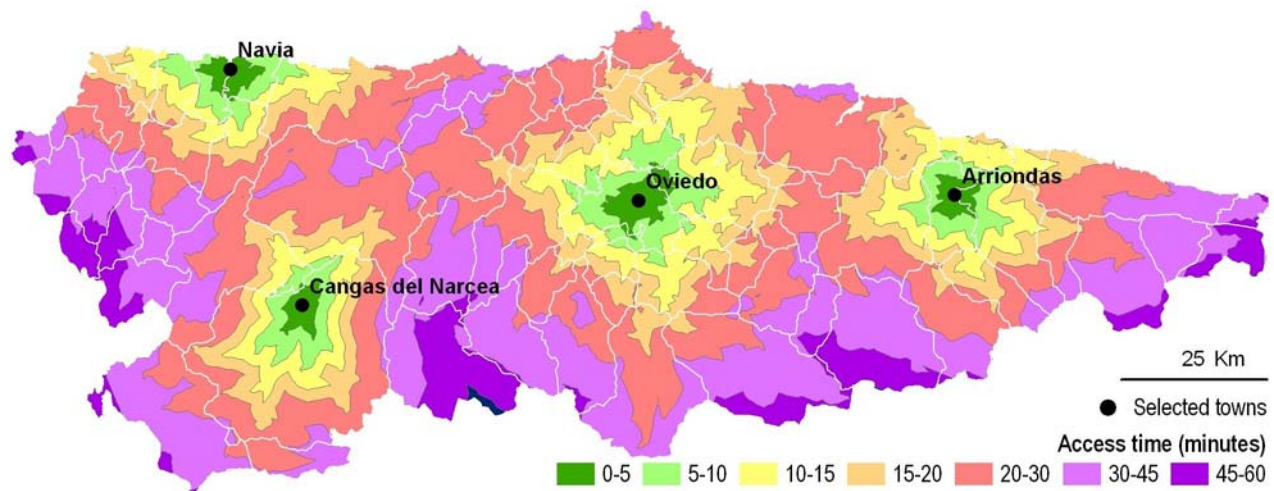 Navia
Oviedo
Arriondas
Cangas del Narcea
25 Km
Selected towns
Access time (minutes)
0-5 5-10 10-15 15-20 20-30 30-45 45-60